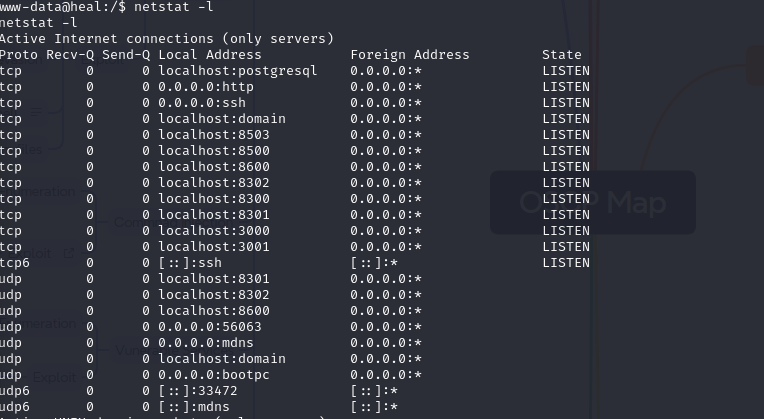 www-data@heal:/$ netstat -l
netstat -l
Active Internet connections (only servers)
Proto Recv-Q Send-Q Local Address           Foreign Address         State
tcp        0      0 localhost:postgresql    0.0.0.0:*               LISTEN
tcp        0      0 0.0.0.0:http            0.0.0.0:*               LISTEN
tcp        0      0 0.0.0.0:ssh             0.0.0.0:*               LISTEN
tcp        0      0 localhost:domain        0.0.0.0:*               LISTEN
tcp        0      0 localhost:8503          0.0.0.0:*               LISTEN
tcp        0      0 localhost:8500          0.0.0.0:*               LISTEN
tcp        0      0 localhost:8600          0.0.0.0:*               LISTEN
tcp        0      0 localhost:8302          0.0.0.0:*               LISTEN
tcp        0      0 localhost:8300          0.0.0.0:*               LISTEN
tcp        0      0 localhost:8301          0.0.0.0:*               LISTEN
tcp        0      0 localhost:3000          0.0.0.0:*               LISTEN
tcp        0      0 localhost:3001          0.0.0.0:*               LISTEN
tcp6       0      0 [::]:ssh                [::]:*                  LISTEN
udp        0      0 localhost:8301          0.0.0.0:*
udp        0      0 localhost:8302          0.0.0.0:*
udp        0      0 localhost:8600          0.0.0.0:*
udp        0      0 0.0.0.0:56063           0.0.0.0:*
udp        0      0 0.0.0.0:mdns            0.0.0.0:*
udp        0      0 localhost:domain        0.0.0.0:*
udp        0      0 0.0.0.0:bootpc          0.0.0.0:*
udp6       0      0 [::]:33472              [::]:*
udp6       0      0 [::]:mdns               [::]:*
Map
Exploit